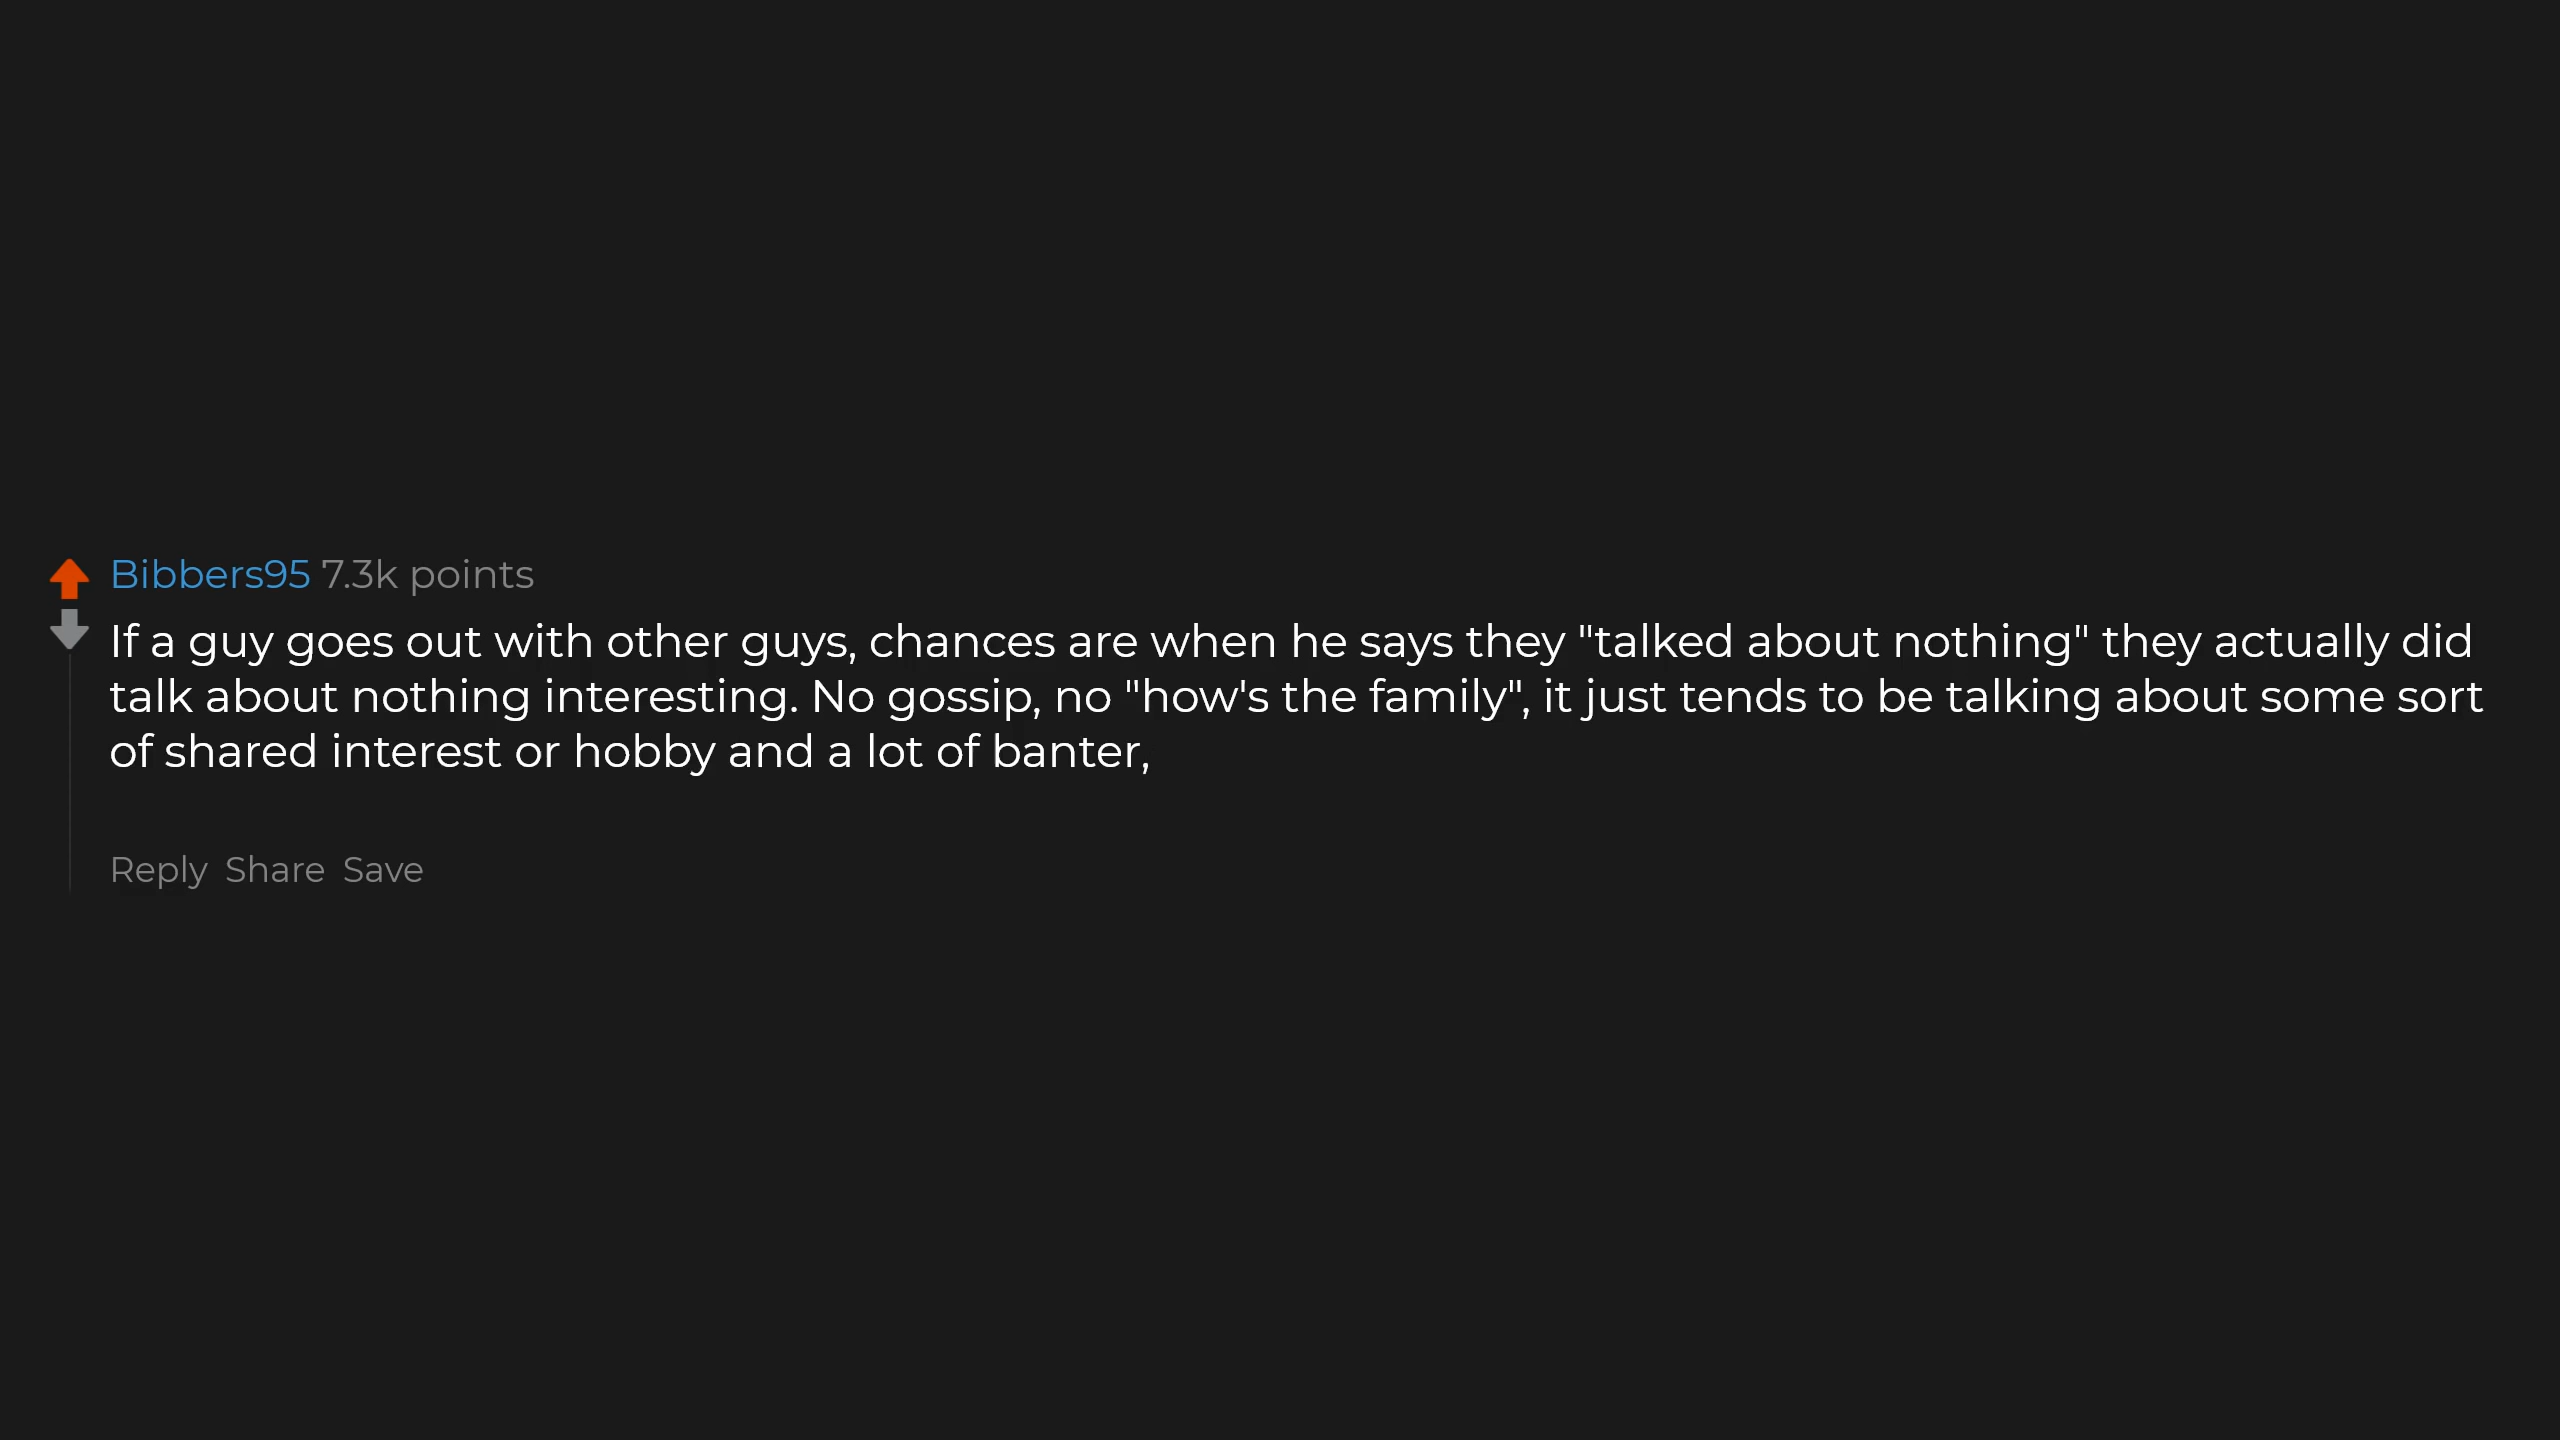 Bibbers95 7.3k points
If a guy goes out with other guys, chances are when he says they "talked about nothing" they actually did
talk about nothing interesting. No gossip, no "how's the family", it just tends to be talking about some sort
of shared interest or hobby and a lot of banter,
Reply Share Save